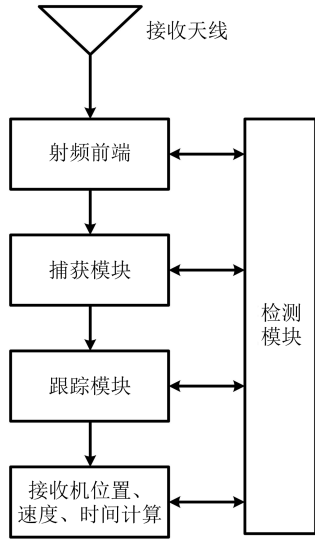 接收天线
射频前端
捕获模块
检测
模块
跟踪模块
接收机位置、
速度、时间计算